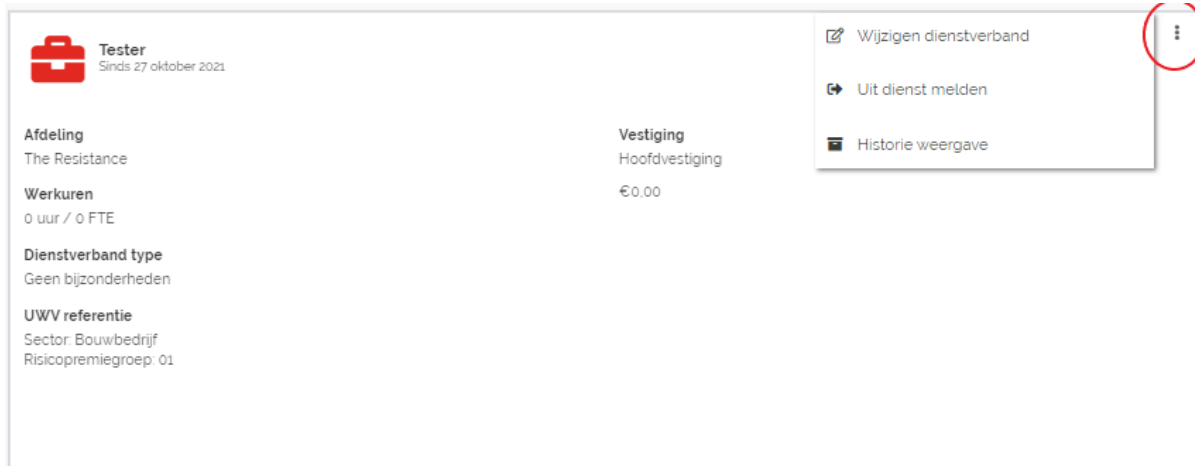 Tester
Sinds 27 oktober 2021
Wijzigen dienstverband
Uit dienst melden
Historie weergave
Afdeling
The Resistance
Werkuren
0 uur / 0 FTE
Dienstverband type
Geen bijzonderheden
UWV referentie
Sector: Bouwbedrijf
Risicopremiegroep: 01
Vestiging
Hoofdvestiging
€0,00